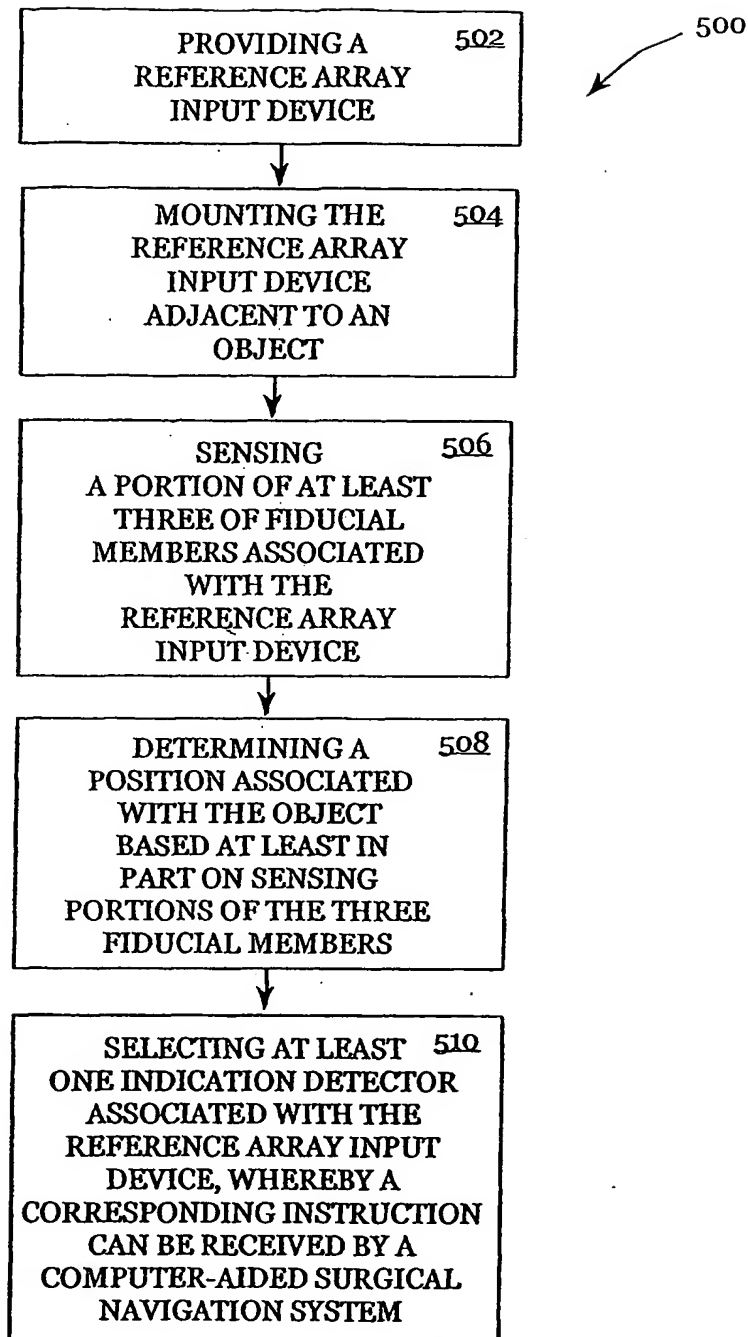 500
PROVIDING A 502
REFERENCE ARRAY
INPUT DEVICE
MOUNTING THE 504
REFERENCE ARRAY
INPUT DEVICE
ADJACENT TO AN
OBJECT
SENSING 506
A PORTION OF AT LEAST
THREE OF FIDUCIAL
MEMBERS ASSOCIATED
WITH THE
REFERENCE ARRAY
INPUT DEVICE
DETERMINING A 508
POSITION ASSOCIATED
WITH THE OBJECT
BASED AT LEAST IN
PART ON SENSING
PORTIONS OF THE THREE
FIDUCIAL MEMBERS
SELECTING AT LEAST 510
ONE INDICATION DETECTOR
ASSOCIATED WITH THE
REFERENCE ARRAY INPUT
DEVICE, WHEREBY A
CORRESPONDING INSTRUCTION
CAN BE RECEIVED BY A
COMPUTER-AIDED SURGICAL
NAVIGATION SYSTEM